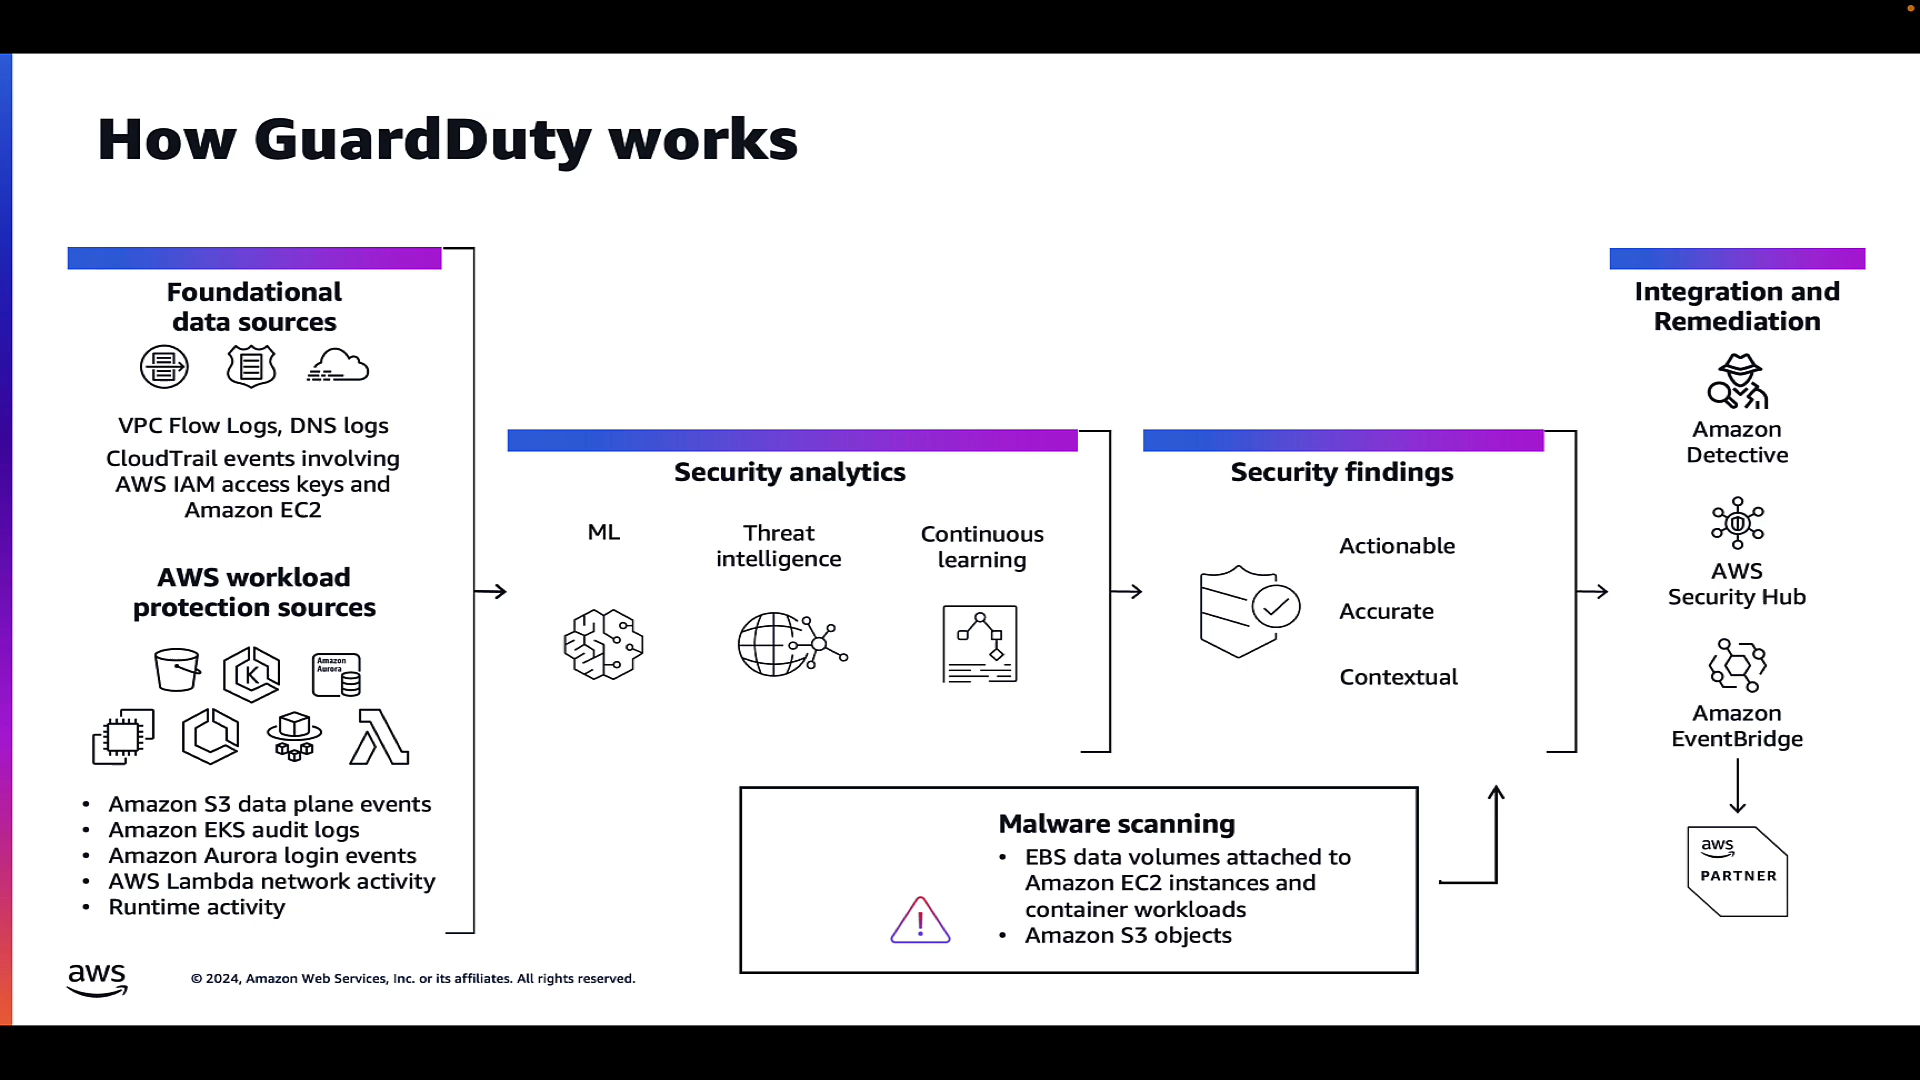 How GuardDuty works
Foundational
data sources
VPC Flow Logs, DNS logs
CloudTrail events involving
AWS IAM access keys and
Amazon EC2
AWS workload
protection sources
K
Amazon
Aurora
• Amazon S3 data plane events
• Amazon EKS audit logs
• Amazon Aurora login events
• AWS Lambda network activity
• Runtime activity
Security analytics
ML
Threat
intelligence
Continuous
learning
Security findings
Actionable
Accurate
Contextual
Malware scanning
• EBS data volumes attached to
Amazon EC2 instances and
container workloads
• Amazon S3 objects
Integration and
Remediation
Amazon
Detective
AWS
Security Hub
Amazon
EventBridge
aws
PARTNER
aws
© 2024, Amazon Web Services, Inc. or its affiliates. All rights reserved.